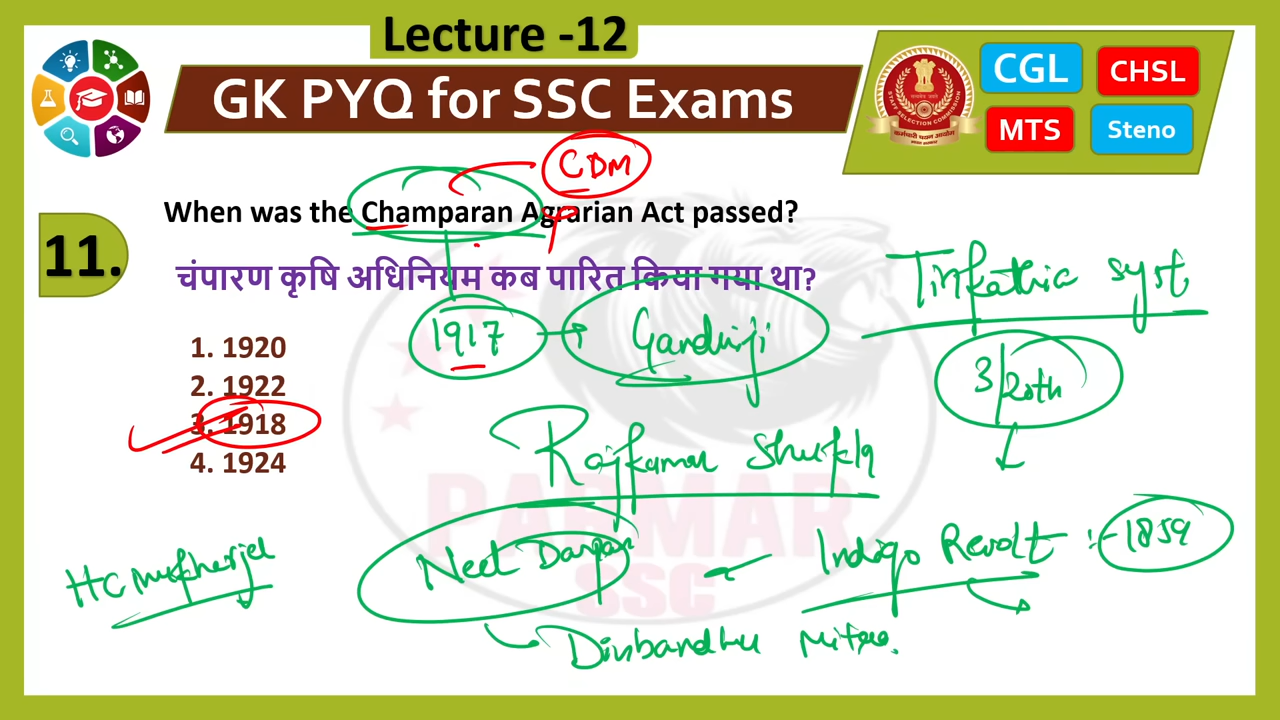 Lecture -12
GK PYQ for SSC Exams
CGL
CHSL
MTS
Steno
CDM
When was the Champaran Agrarian Act passed?
11.
चंपारण कृषि अधिनियम कब पारित किया गया था?
Tinkathia syst
1917
Gandhiji
1. 1920
2. 1922
3. 1918
4. 1924
3/20th
Rajkumar Shukla
PARMAR
SSC
Indigo Revolt :- 1859
Neel Darpan
HC Mukherjee
Dinbandhu Mitra.